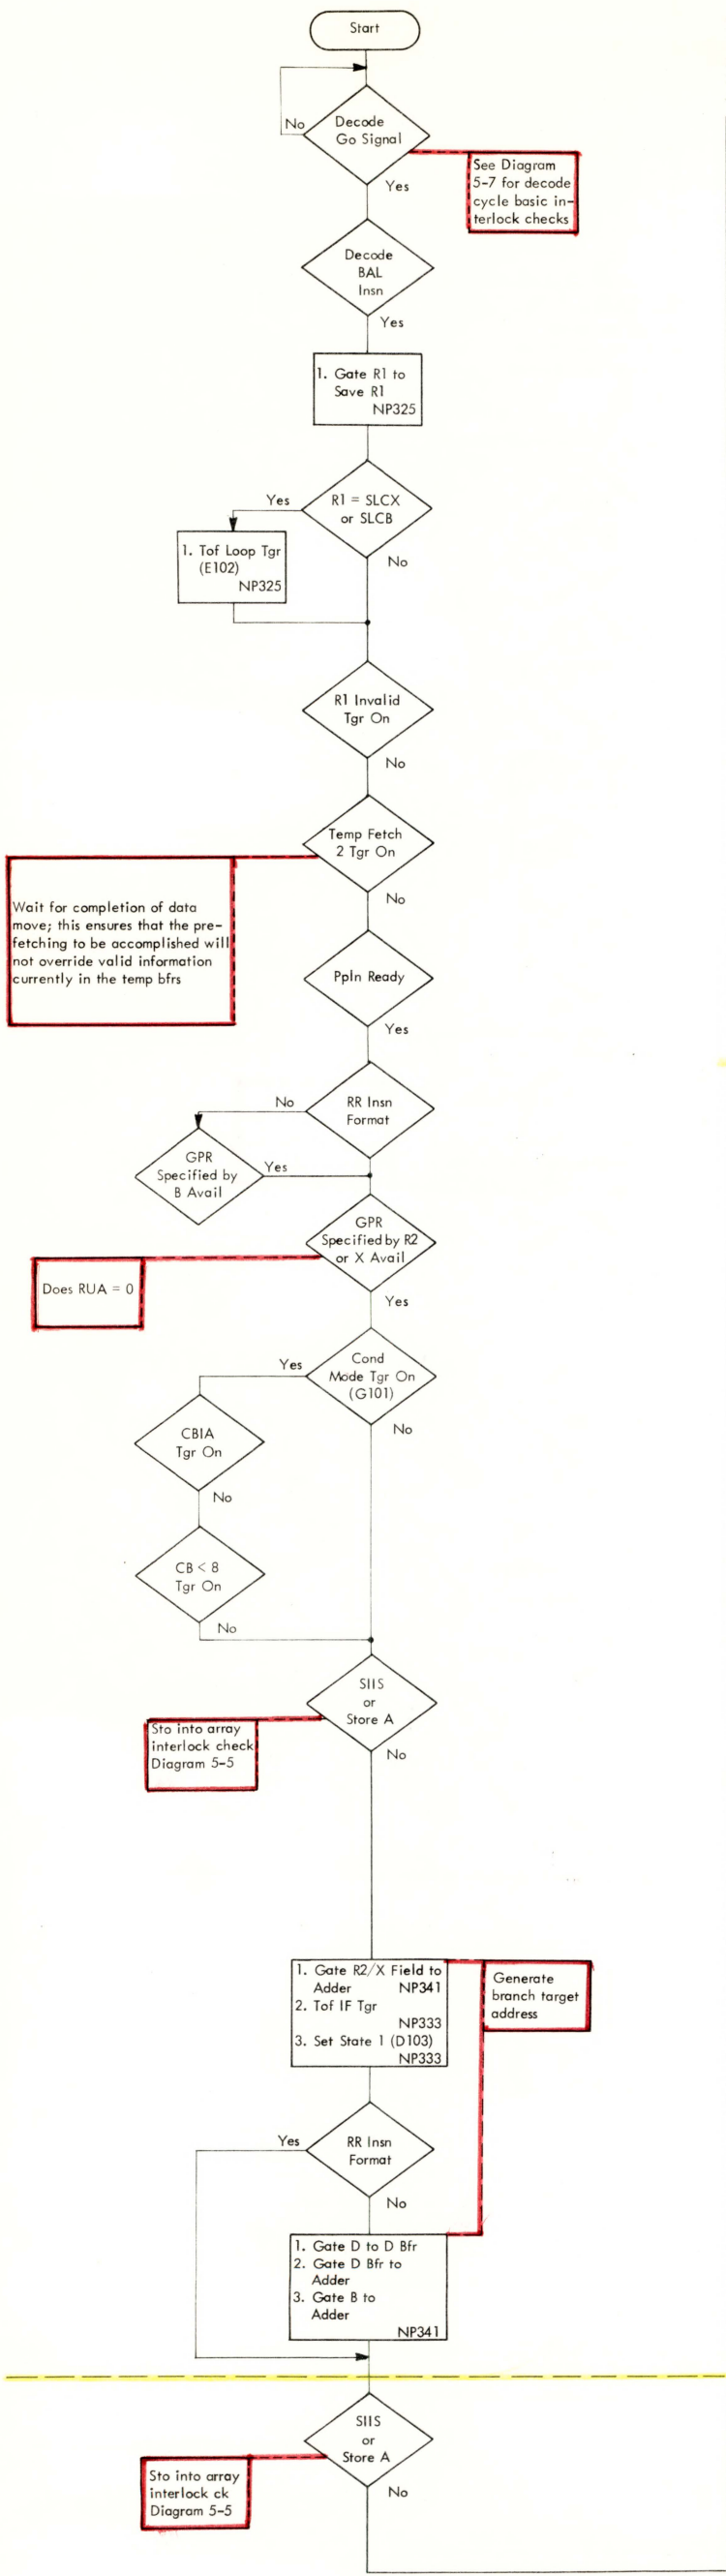 Start
Decode
Go Signal
No
Yes
See Diagram
5-7 for decode
cycle basic in-
terlock checks
Decode
BAL
Insn
Yes
1. Gate R1 to
Save R1
NP325
R1 = SLCX
or SLCB
Yes
No
1. Tof Loop Tgr
(E102)
NP325
R1 Invalid
Tgr On
No
Temp Fetch
2 Tgr On
No
Wait for completion of data
move; this ensures that the pre-
fetching to be accomplished will
not override valid information
currently in the temp bfrs
Ppln Ready
Yes
RR Insn
Format
No
GPR
Specified by
B Avail
Yes
GPR
Specified by R2
or X Avail
Yes
Does RUA = 0
Cond
Mode Tgr On
(G101)
Yes
No
CBIA
Tgr On
No
CB < 8
Tgr On
No
SIIS
or
Store A
No
Sto into array
interlock check
Diagram 5-5
1. Gate R2/X Field to
Adder NP341
2. Tof IF Tgr
NP333
3. Set State 1 (D103)
NP333
Generate
branch target
address
RR Insn
Format
Yes
No
1. Gate D to D Bfr
2. Gate D Bfr to
Adder
3. Gate B to
Adder
NP341
SIIS
or
Store A
No
Sto into array
interlock ck
Diagram 5-5